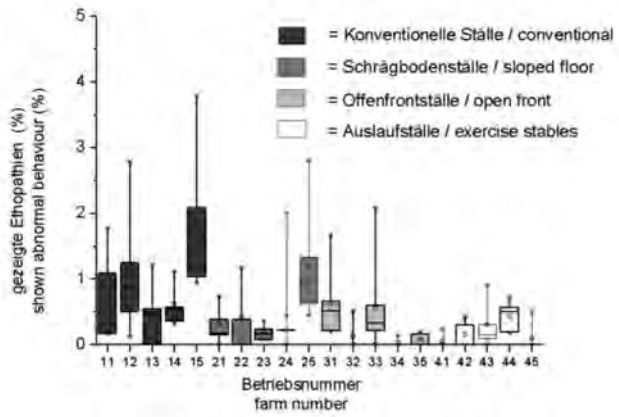 gezeigte Ethopathien (%)
shown abnormal behaviour (%)
5
4
3
2
1
0
= Konventionelle Ställe / conventional
= Schrägbodenställe / sloped floor
= Offenfrontställe / open front
= Auslaufställe / exercise stables
11 12 13 14 15 21 22 23 24 25 31 32 33 34 35 41 42 43 44 45
Betriebsnummer
farm number